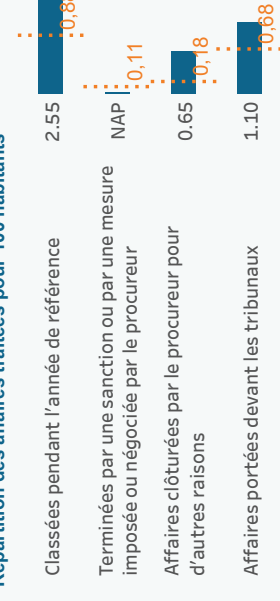 Répartition des affaires traitées pour 100 habitants
Classées pendant l'année de référence
2.55
Terminées par une sanction ou par une mesure
imposée ou négociée par le procureur
NAP
0,11
Affaires clôturées par le procureur pour
d'autres raisons
0.65
0,18
Affaires portées devant les tribunaux
1.10
0,68